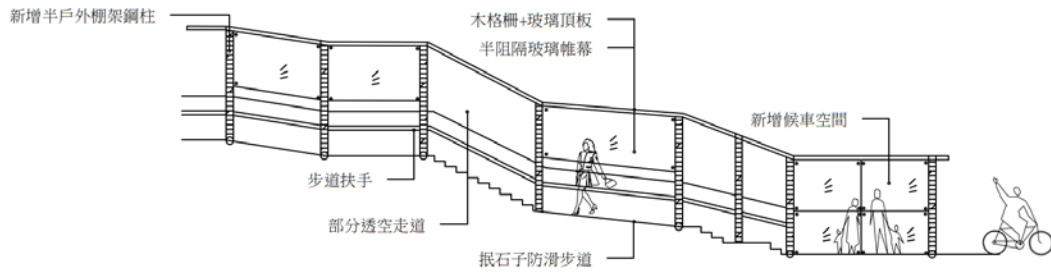 新增半戶外棚架鋼柱
木格柵+玻璃頂板
半阻隔玻璃帷幕
新增候車空間
步道扶手
部分透空走道
抿石子防滑步道